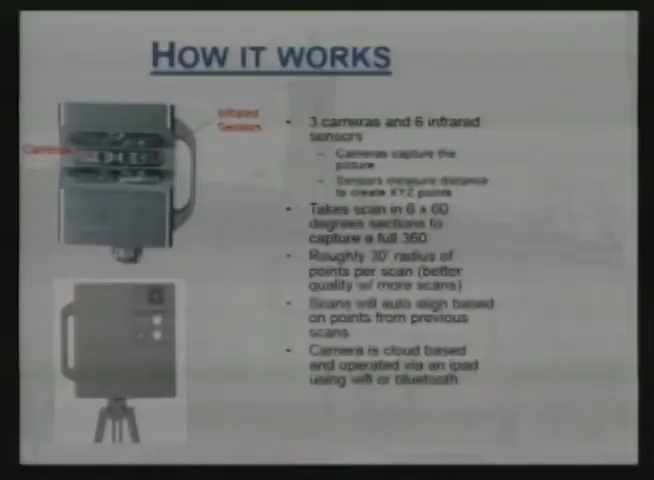 HOW IT WORKS
Infrared
Sensors
Cameras
• 3 cameras and 6 infrared
sensors
– Cameras capture the
picture
– Sensors measure distance
to create XYZ points
• Takes scan in 6 x 60
degrees sections to
capture a full 360
• Roughly 30' radius of
points per scan (better
quality w/ more scans)
• Scans will auto align based
on points from previous
scans
• Camera is cloud based
and operated via an ipad
using wifi or bluetooth